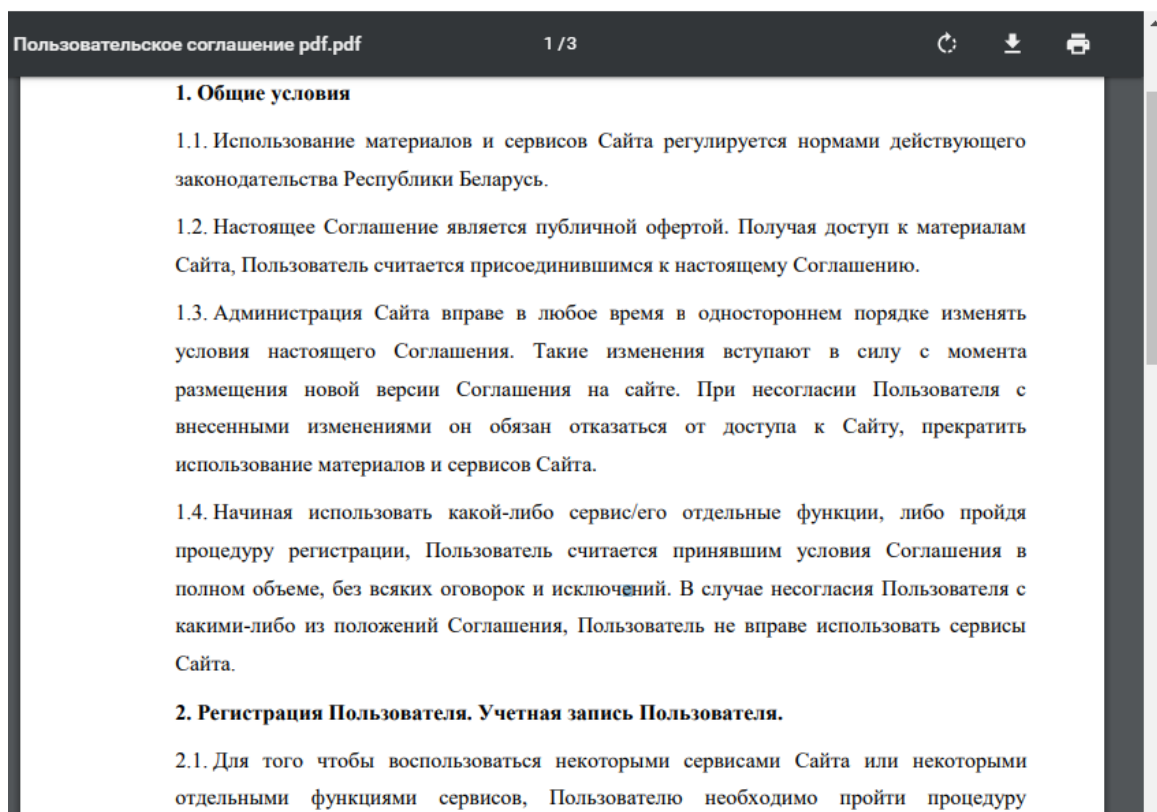 Пользовательское соглашение pdf.pdf
1 / 3
1. Общие условия
1.1. Использование материалов и сервисов Сайта регулируется нормами действующего
законодательства Республики Беларусь.
1.2. Настоящее Соглашение является публичной офертой. Получая доступ к материалам
Сайта, Пользователь считается присоединившимся к настоящему Соглашению.
1.3. Администрация Сайта вправе в любое время в одностороннем порядке изменять
условия настоящего Соглашения. Такие изменения вступают в силу с момента
размещения новой версии Соглашения на сайте. При несогласии Пользователя с
внесенными изменениями он обязан отказаться от доступа к Сайту, прекратить
использование материалов и сервисов Сайта.
1.4. Начиная использовать какой-либо сервис/его отдельные функции, либо пройдя
процедуру регистрации, Пользователь считается принявшим условия Соглашения в
полном объеме, без всяких оговорок и исключений. В случае несогласия Пользователя с
какими-либо из положений Соглашения, Пользователь не вправе использовать сервисы
Сайта.
2. Регистрация Пользователя. Учетная запись Пользователя.
2.1. Для того чтобы воспользоваться некоторыми сервисами Сайта или некоторыми
отдельными функциями сервисов, Пользователю необходимо пройти процедуру